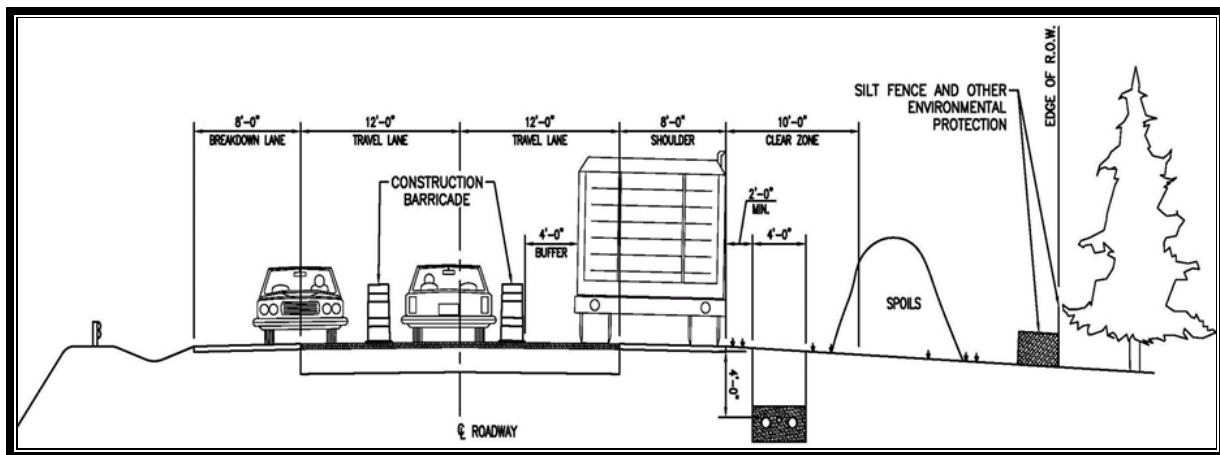 SILT FENCE AND OTHER
ENVIRONMENTAL
PROTECTION
EDGE OF R.O.W.
8'-0"
BREAKDOWN LANE
12'-0"
TRAVEL LANE
12'-0"
TRAVEL LANE
8'-0"
SHOULDER
10'-0"
CLEAR ZONE
CONSTRUCTION
BARRICADE
4'-0"
BUFFER
2'-0"
MIN.
4'-0"
SPOILS
4'-0"
℄ ROADWAY